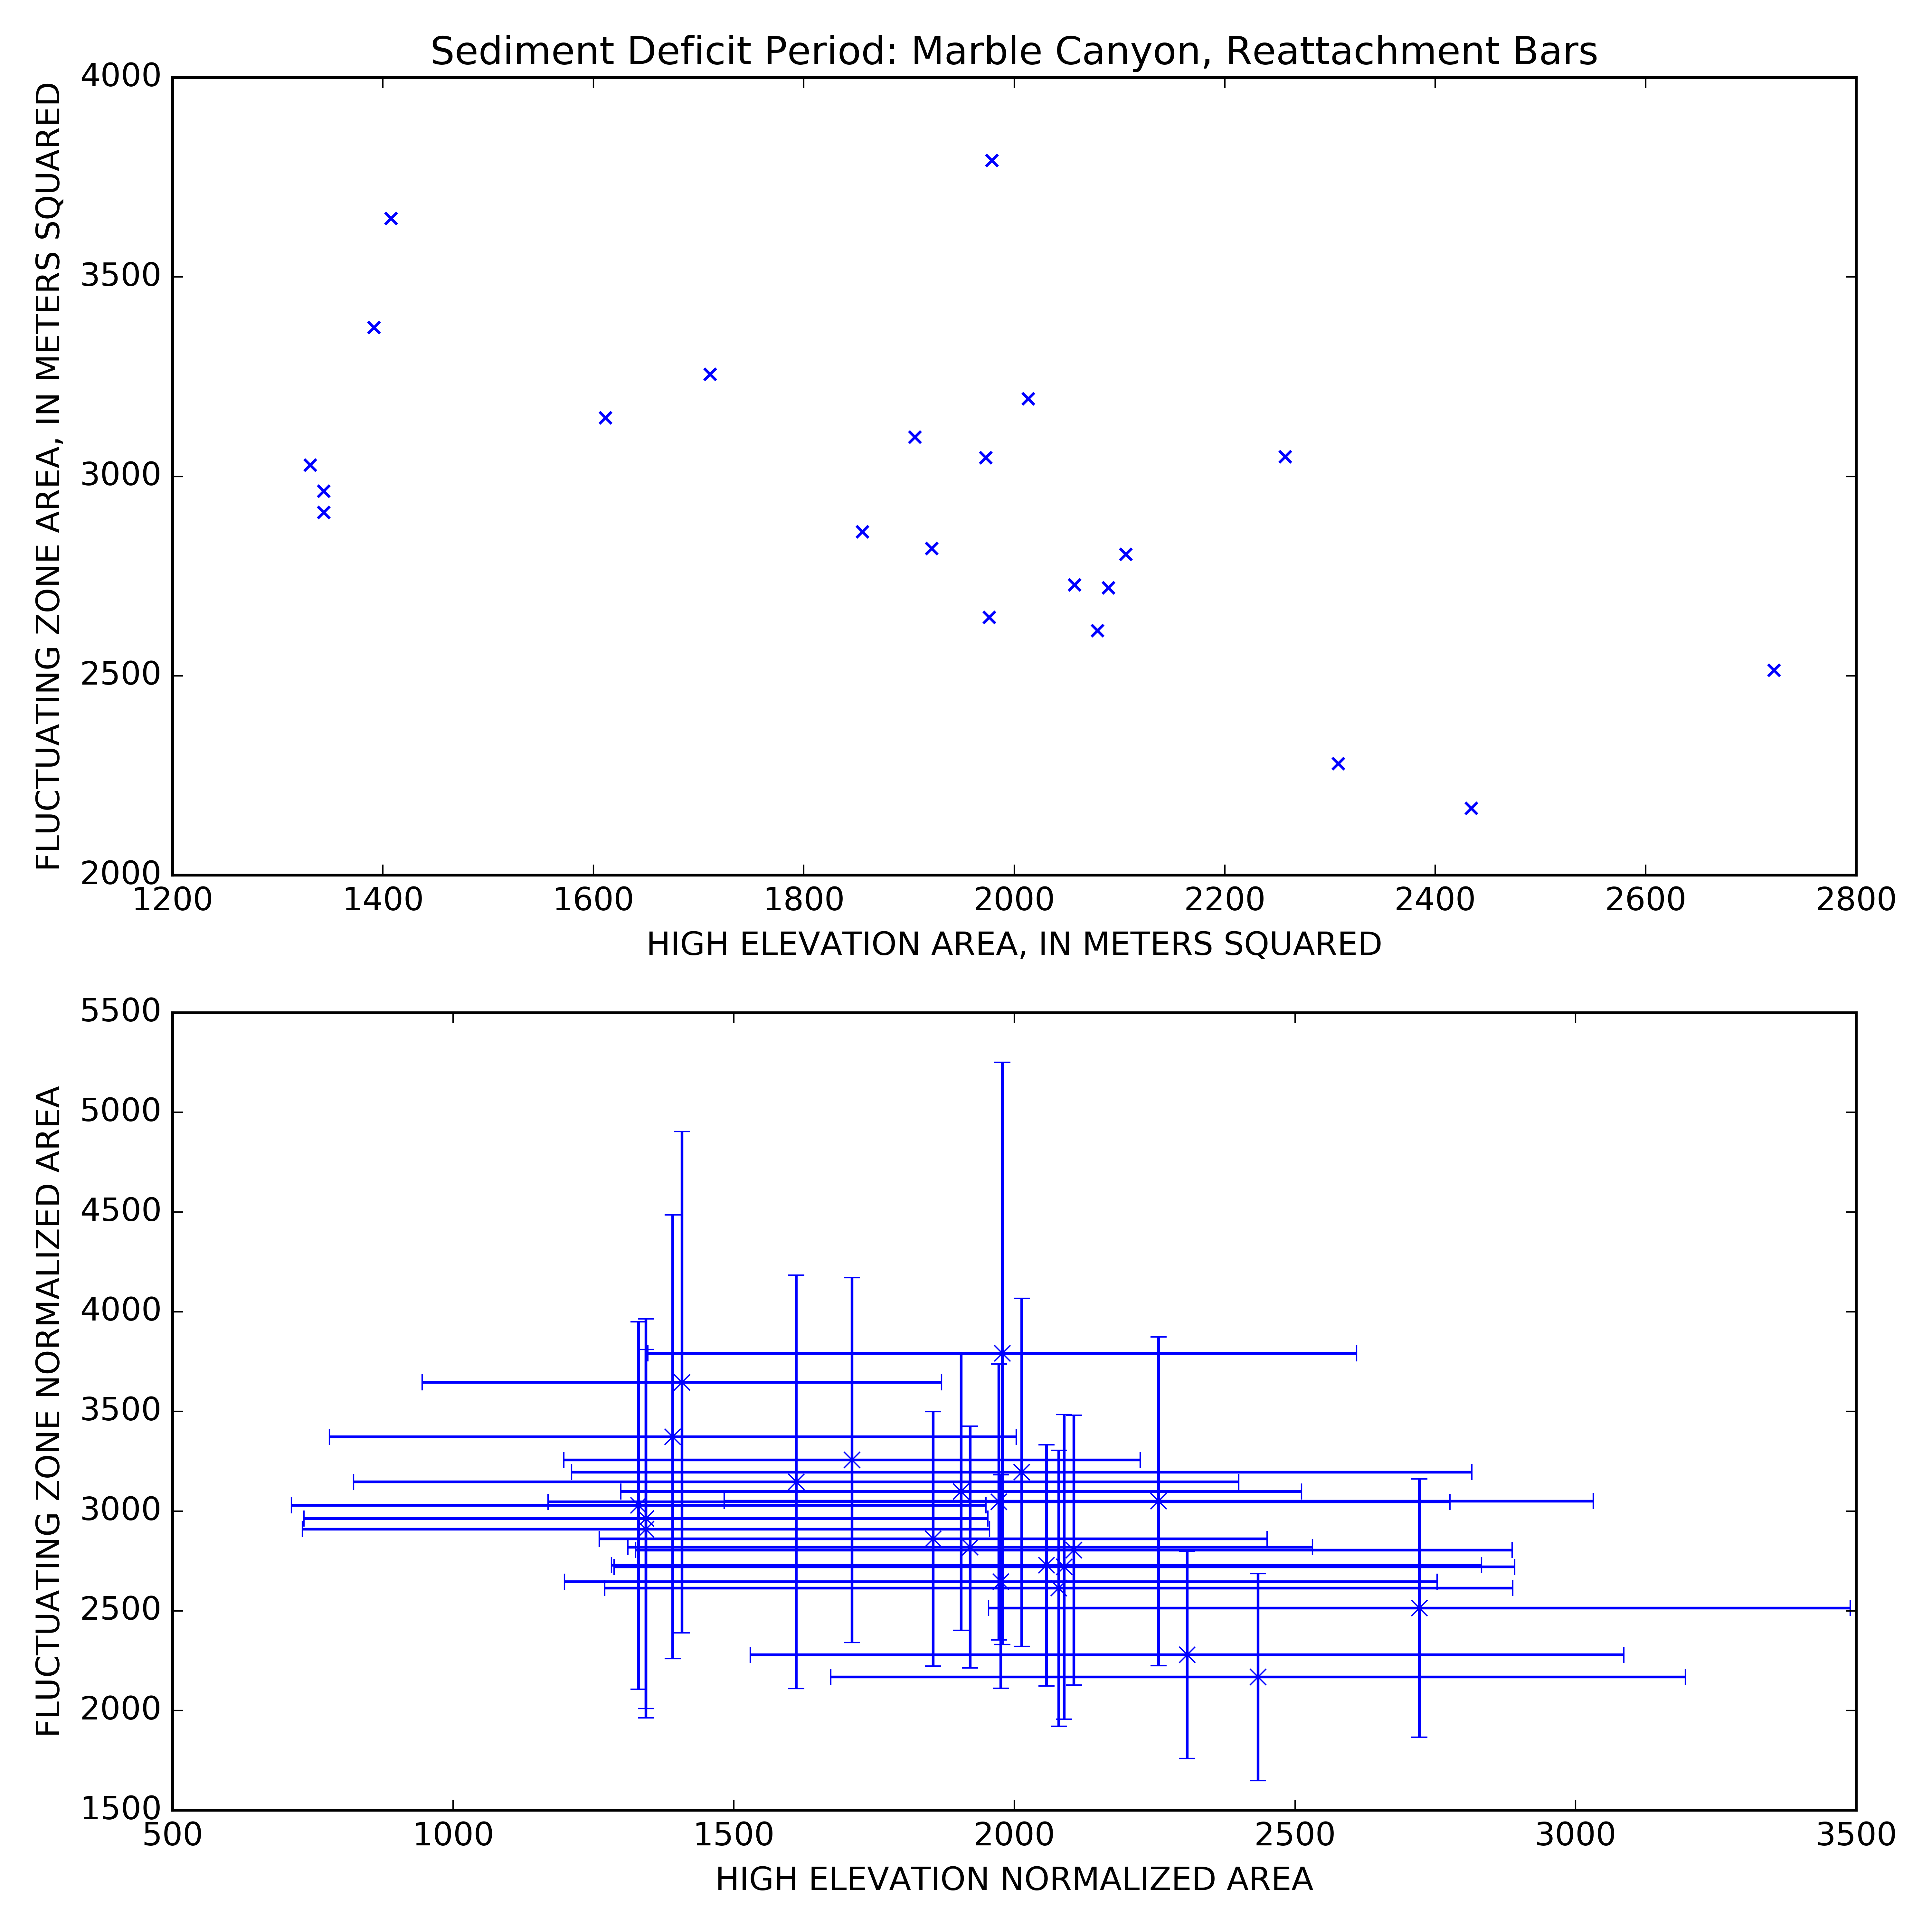 Sediment Deficit Period: Marble Canyon, Reattachment Bars
FLUCTUATING ZONE AREA, IN METERS SQUARED
4000
3500
3000
2500
2000
1200 1400 1600 1800 2000 2200 2400 2600 2800
HIGH ELEVATION AREA, IN METERS SQUARED
FLUCTUATING ZONE NORMALIZED AREA
5500
5000
4500
4000
3500
3000
2500
2000
1500
500 1000 1500 2000 2500 3000 3500
HIGH ELEVATION NORMALIZED AREA